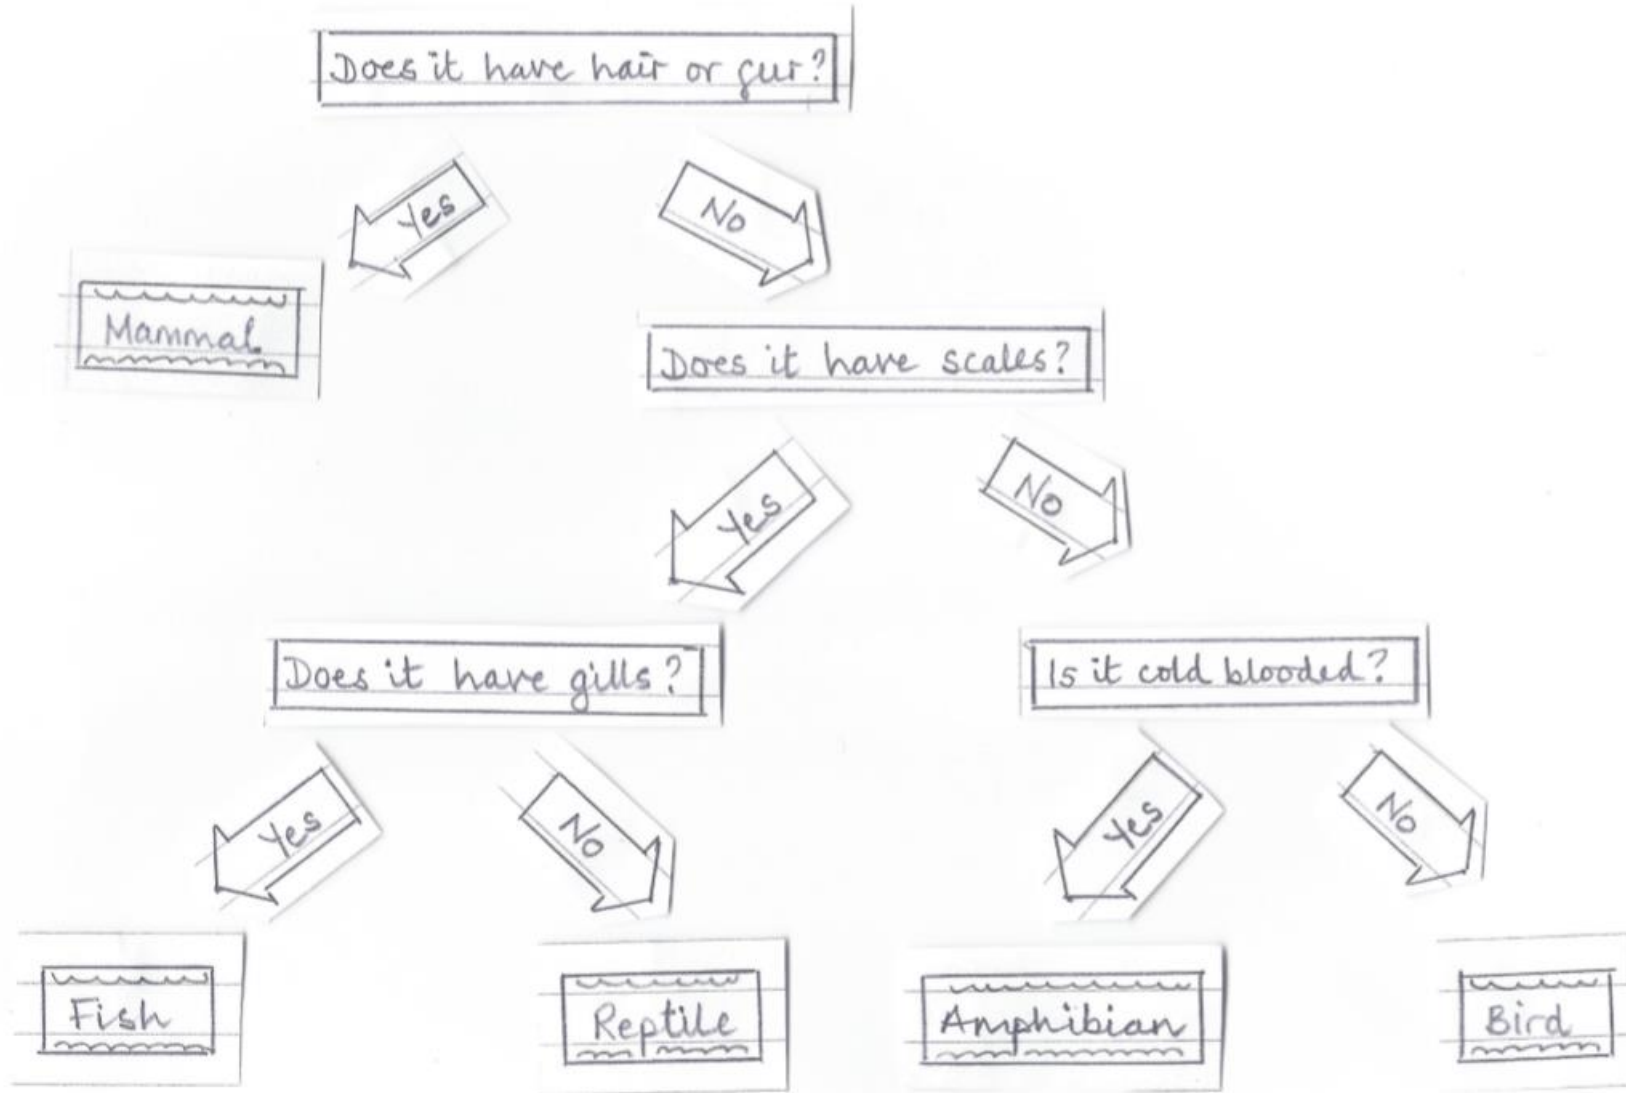 Does it have hair or fur?
Yes
No
Mammal
Does it have scales?
Yes
No
Does it have gills?
Is it cold blooded?
Yes
No
Yes
No
Fish
Reptile
Amphibian
Bird